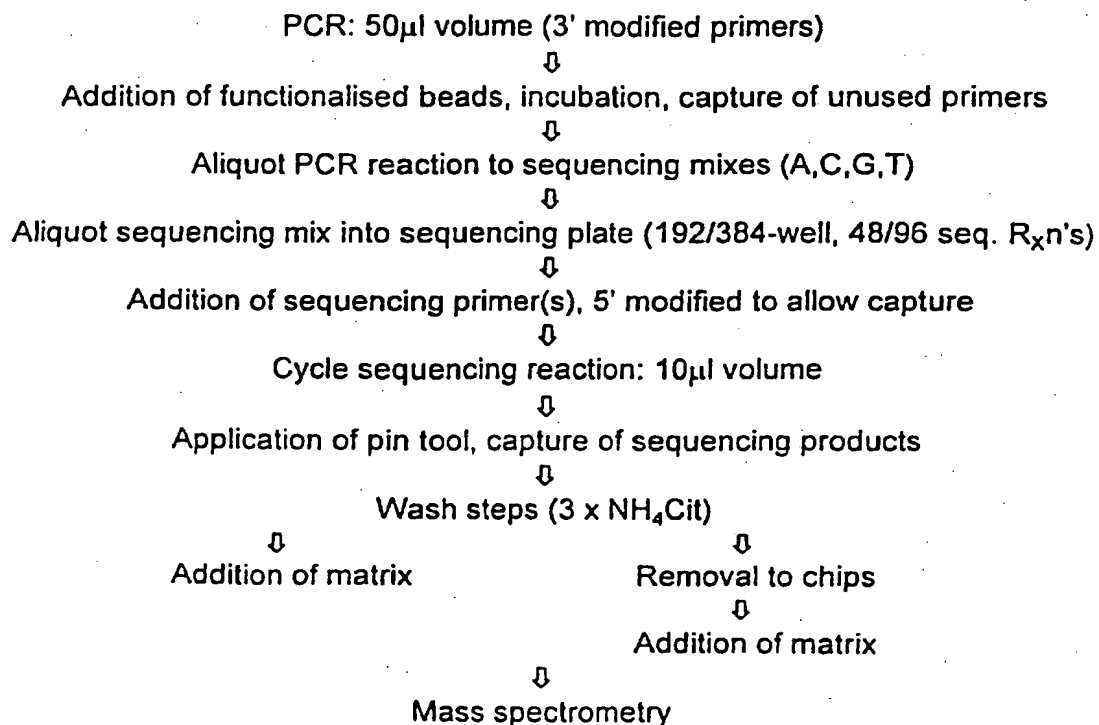 PCR: 50μl volume (3' modified primers)
⇩
Addition of functionalised beads, incubation, capture of unused primers
⇩
Aliquot PCR reaction to sequencing mixes (A,C,G,T)
⇩
Aliquot sequencing mix into sequencing plate (192/384-well, 48/96 seq. RXn's)
⇩
Addition of sequencing primer(s), 5' modified to allow capture
⇩
Cycle sequencing reaction: 10μl volume
⇩
Application of pin tool, capture of sequencing products
⇩
Wash steps (3 x NH4Cit)
⇩ ⇩
Addition of matrix Removal to chips
⇩
Addition of matrix
⇩
Mass spectrometry